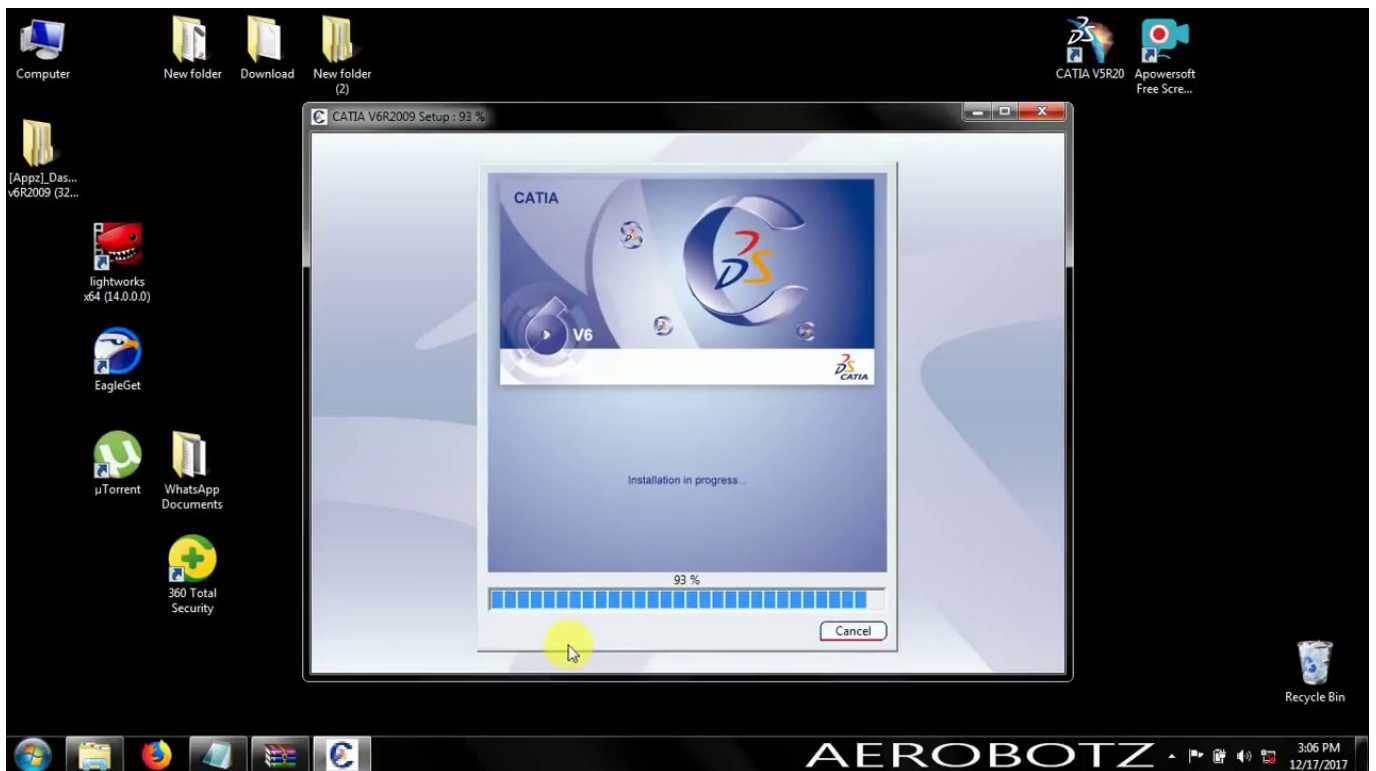 Computer
New folder
Download
New folder
(2)
CATIA V5R20
Apowersoft
Free Scre...
CATIA V6R2009 Setup : 93 %
[Appz]_Das...
v6R2009 (32...
CATIA
V6
CATIA
lightworks
x64 (14.0.0.0)
EagleGet
µTorrent
WhatsApp
Documents
Installation in progress...
360 Total
Security
93 %
Cancel
Recycle Bin
AEROBOTZ
3:06 PM
12/17/2017